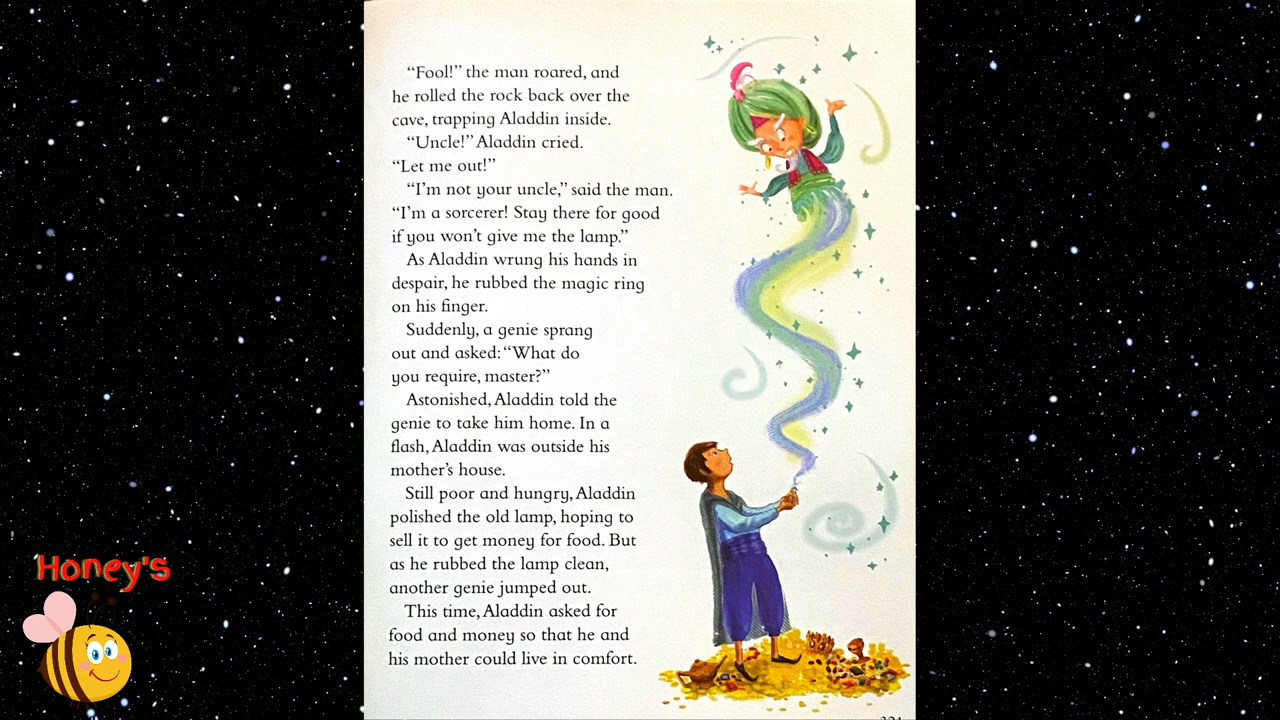 “Fool!” the man roared, and
he rolled the rock back over the
cave, trapping Aladdin inside.
“Uncle!” Aladdin cried.
“Let me out!”
“I’m not your uncle,” said the man.
“I’m a sorcerer! Stay there for good
if you won’t give me the lamp.”
As Aladdin wrung his hands in
despair, he rubbed the magic ring
on his finger.
Suddenly, a genie sprang
out and asked: “What do
you require, master?”
Astonished, Aladdin told the
genie to take him home. In a
flash, Aladdin was outside his
mother’s house.
Still poor and hungry, Aladdin
polished the old lamp, hoping to
sell it to get money for food. But
as he rubbed the lamp clean,
another genie jumped out.
This time, Aladdin asked for
food and money so that he and
his mother could live in comfort.
Honey's